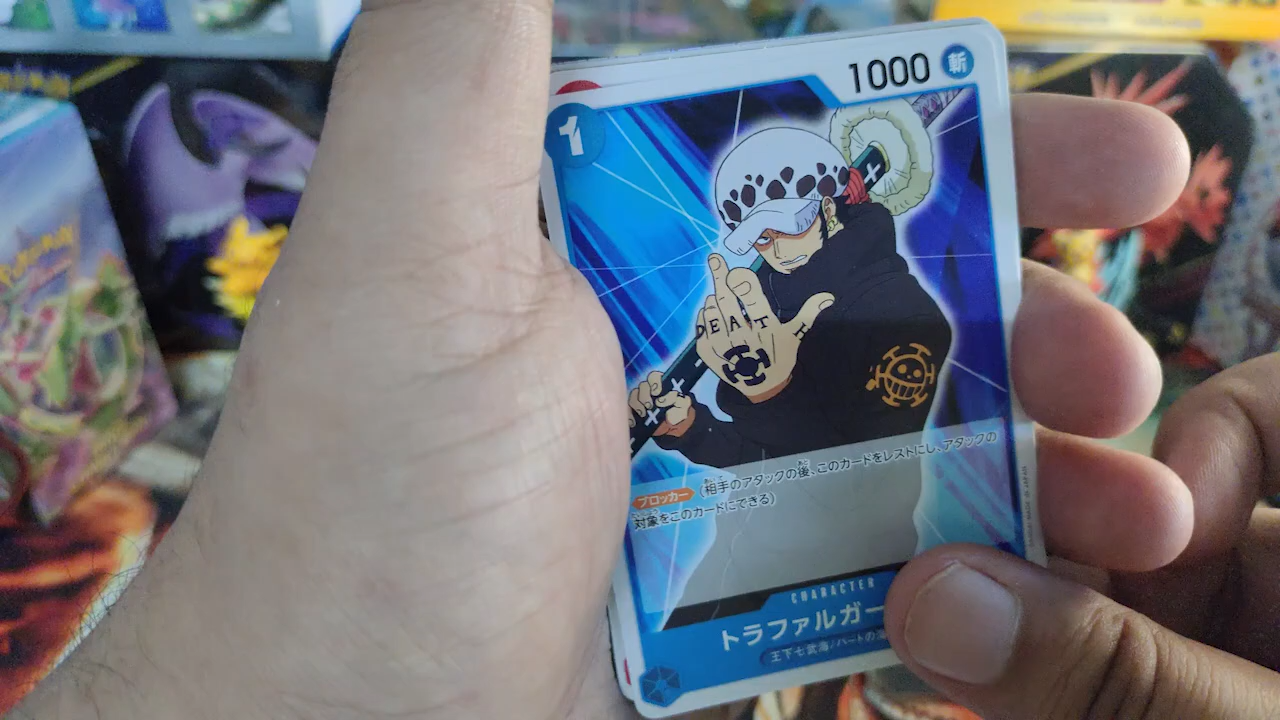 1000 斬
1
DEATH
ブロッカー (相手のアタックの後、このカードをレストにし、アタックの
対象をこのカードにできる)
CHARACTER
トラファルガー
王下七武海/ハートの
POKÉMON